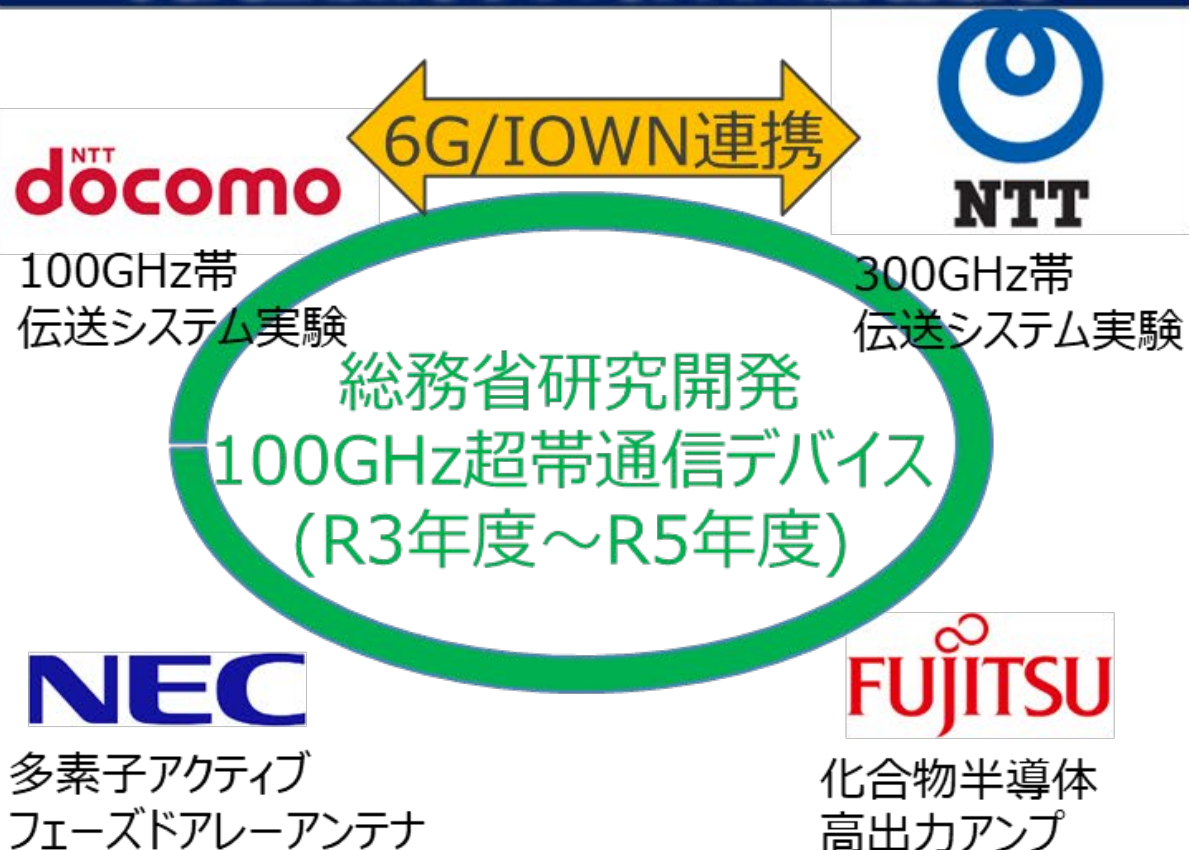 6G/IOWN連携
NTT
docomo
NTT
100GHz帯
伝送システム実験
300GHz帯
伝送システム実験
総務省研究開発
100GHz超帯通信デバイス
(R3年度～R5年度)
NEC
多素子アクティブ
フェーズドアレーアンテナ
FUJITSU
化合物半導体
高出力アンプ